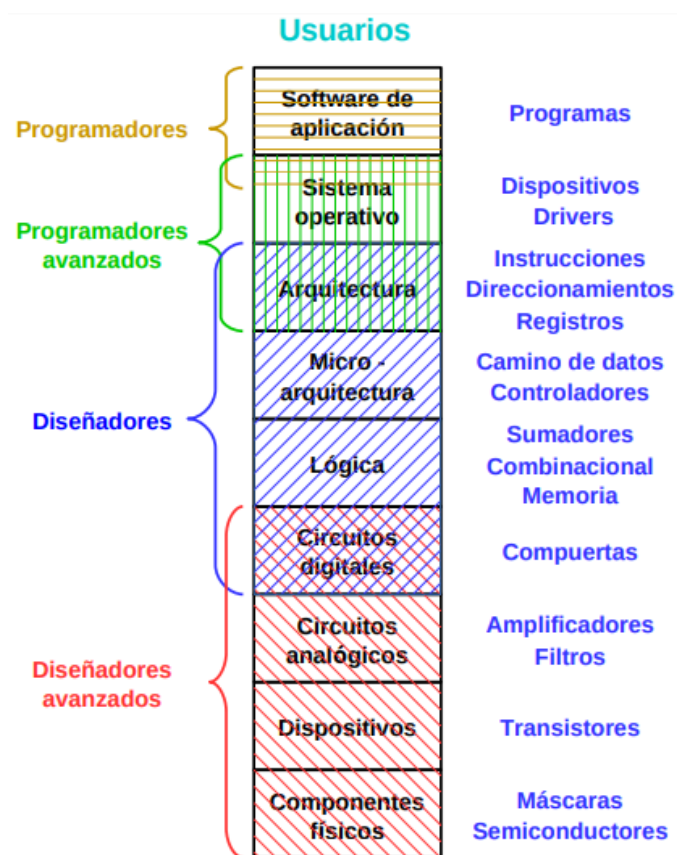 Usuarios
Programadores
Software de
aplicación
Programas
Programadores
avanzados
Sistema
operativo
Dispositivos
Drivers
Arquitectura
Instrucciones
Direccionamientos
Registros
Diseñadores
Micro -
arquitectura
Camino de datos
Controladores
Lógica
Sumadores
Combinacional
Memoria
Circuitos
digitales
Compuertas
Diseñadores
avanzados
Circuitos
analógicos
Amplificadores
Filtros
Dispositivos
Transistores
Componentes
físicos
Máscaras
Semiconductores